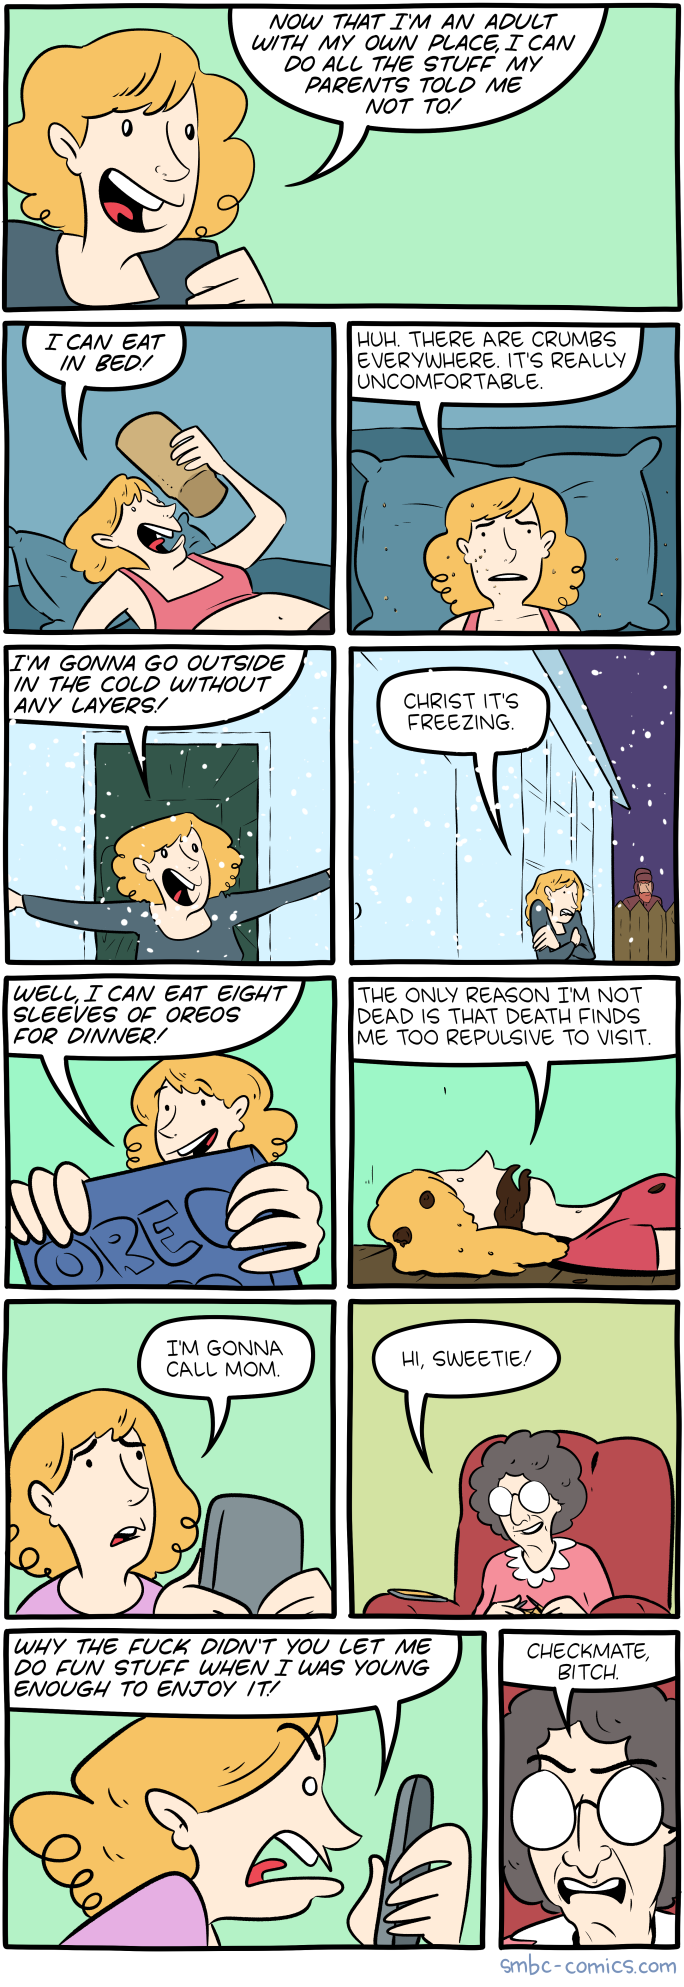 NOW THAT I'M AN ADULT
WITH MY OWN PLACE, I CAN
DO ALL THE STUFF MY
PARENTS TOLD ME
NOT TO!
I CAN EAT
IN BED!
HUH. THERE ARE CRUMBS
EVERYWHERE. IT'S REALLY
UNCOMFORTABLE.
I'M GONNA GO OUTSIDE
IN THE COLD WITHOUT
ANY LAYERS!
CHRIST IT'S
FREEZING.
WELL, I CAN EAT EIGHT
SLEEVES OF OREOS
FOR DINNER!
OREO
THE ONLY REASON I'M NOT
DEAD IS THAT DEATH FINDS
ME TOO REPULSIVE TO VISIT.
I'M GONNA
CALL MOM.
HI, SWEETIE!
WHY THE FUCK DIDN'T YOU LET ME
DO FUN STUFF WHEN I WAS YOUNG
ENOUGH TO ENJOY IT!
CHECKMATE,
BITCH.
smbc-comics.com